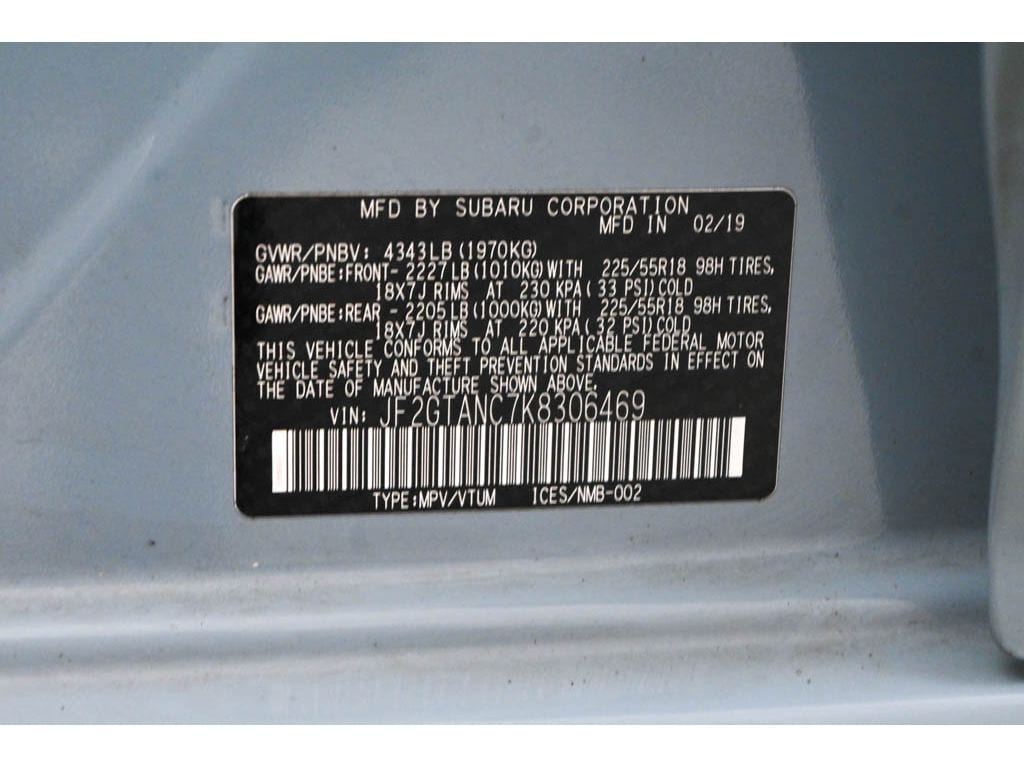 MFD BY SUBARU CORPORATION
MFD IN 02/19
GVWR/PNBV: 4343LB (1970KG)
GAWR/PNBE:FRONT- 2227LB (1010KG) WITH 225/55R18 98H TIRES,
18X7J RIMS AT 230 KPA( 33 PSI) COLD
GAWR/PNBE:REAR - 2205LB (1000KG) WITH 225/55R18 98H TIRES,
18X7J RIMS AT 220 KPA (32 PSI) COLD
THIS VEHICLE CONFORMS TO ALL APPLICABLE FEDERAL MOTOR
VEHICLE SAFETY AND THEFT PREVENTION STANDARDS IN EFFECT ON
THE DATE OF MANUFACTURE SHOWN ABOVE.
VIN: JF2GTANC7K8306469
TYPE:MPV/VTUM ICES/NMB-002